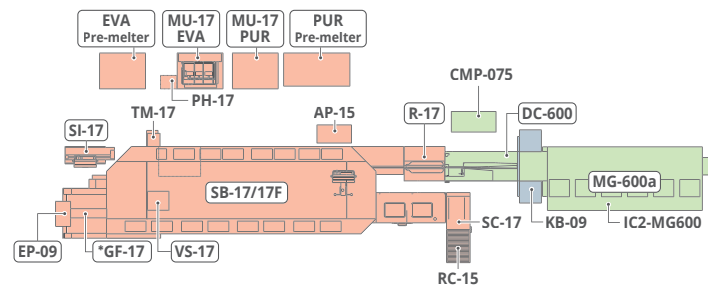 EVA
Pre-melter
MU-17
EVA
MU-17
PUR
PUR
Pre-melter
PH-17
CMP-075
TM-17
AP-15
R-17
DC-600
SI-17
SB-17/17F
MG-600a
EP-09
*GF-17
VS-17
SC-17
KB-09
IC2-MG600
RC-15